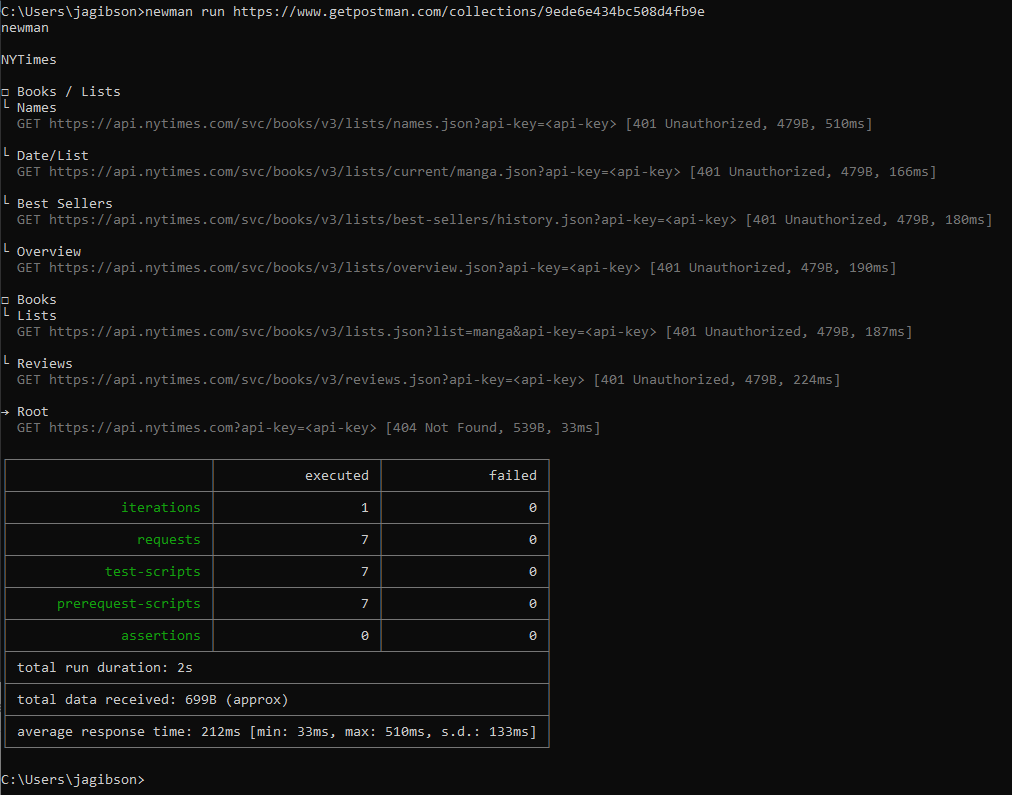 C:\Users\jagibson>newman run https://www.getpostman.com/collections/9ede6e434bc508d4fb9e
newman
NYTimes
□ Books / Lists
└ Names
GET https://api.nytimes.com/svc/books/v3/lists/names.json?api-key=<api-key> [401 Unauthorized, 479B, 510ms]
└ Date/List
GET https://api.nytimes.com/svc/books/v3/lists/current/manga.json?api-key=<api-key> [401 Unauthorized, 479B, 166ms]
└ Best Sellers
GET https://api.nytimes.com/svc/books/v3/lists/best-sellers/history.json?api-key=<api-key> [401 Unauthorized, 479B, 180ms]
└ Overview
GET https://api.nytimes.com/svc/books/v3/lists/overview.json?api-key=<api-key> [401 Unauthorized, 479B, 190ms]
□ Books
└ Lists
GET https://api.nytimes.com/svc/books/v3/lists.json?list=manga&api-key=<api-key> [401 Unauthorized, 479B, 187ms]
└ Reviews
GET https://api.nytimes.com/svc/books/v3/reviews.json?api-key=<api-key> [401 Unauthorized, 479B, 224ms]
→ Root
GET https://api.nytimes.com?api-key=<api-key> [404 Not Found, 539B, 33ms]
executed failed
iterations 1 0
requests 7 0
test-scripts 7 0
prerequest-scripts 7 0
assertions 0 0
total run duration: 2s
total data received: 699B (approx)
average response time: 212ms [min: 33ms, max: 510ms, s.d.: 133ms]
C:\Users\jagibson>